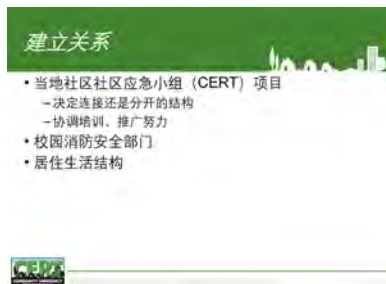 建立关系
• 当地社区社区应急小组（CERT）项目
–决定连接还是分开的结构
–协调培训、推广努力
• 校园消防安全部门
• 居住生活结构
CERT